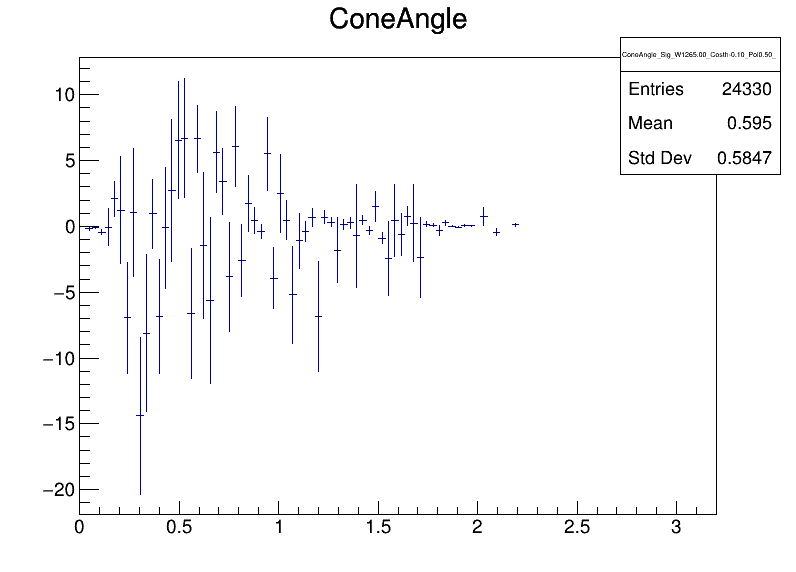 ConeAngle
ConeAngle_Sig_W1265.00_Costh-0.10_Pol0.50_
Entries 24330
Mean 0.595
Std Dev 0.5847
10
5
0
−5
−10
−15
−20
0 0.5 1 1.5 2 2.5 3